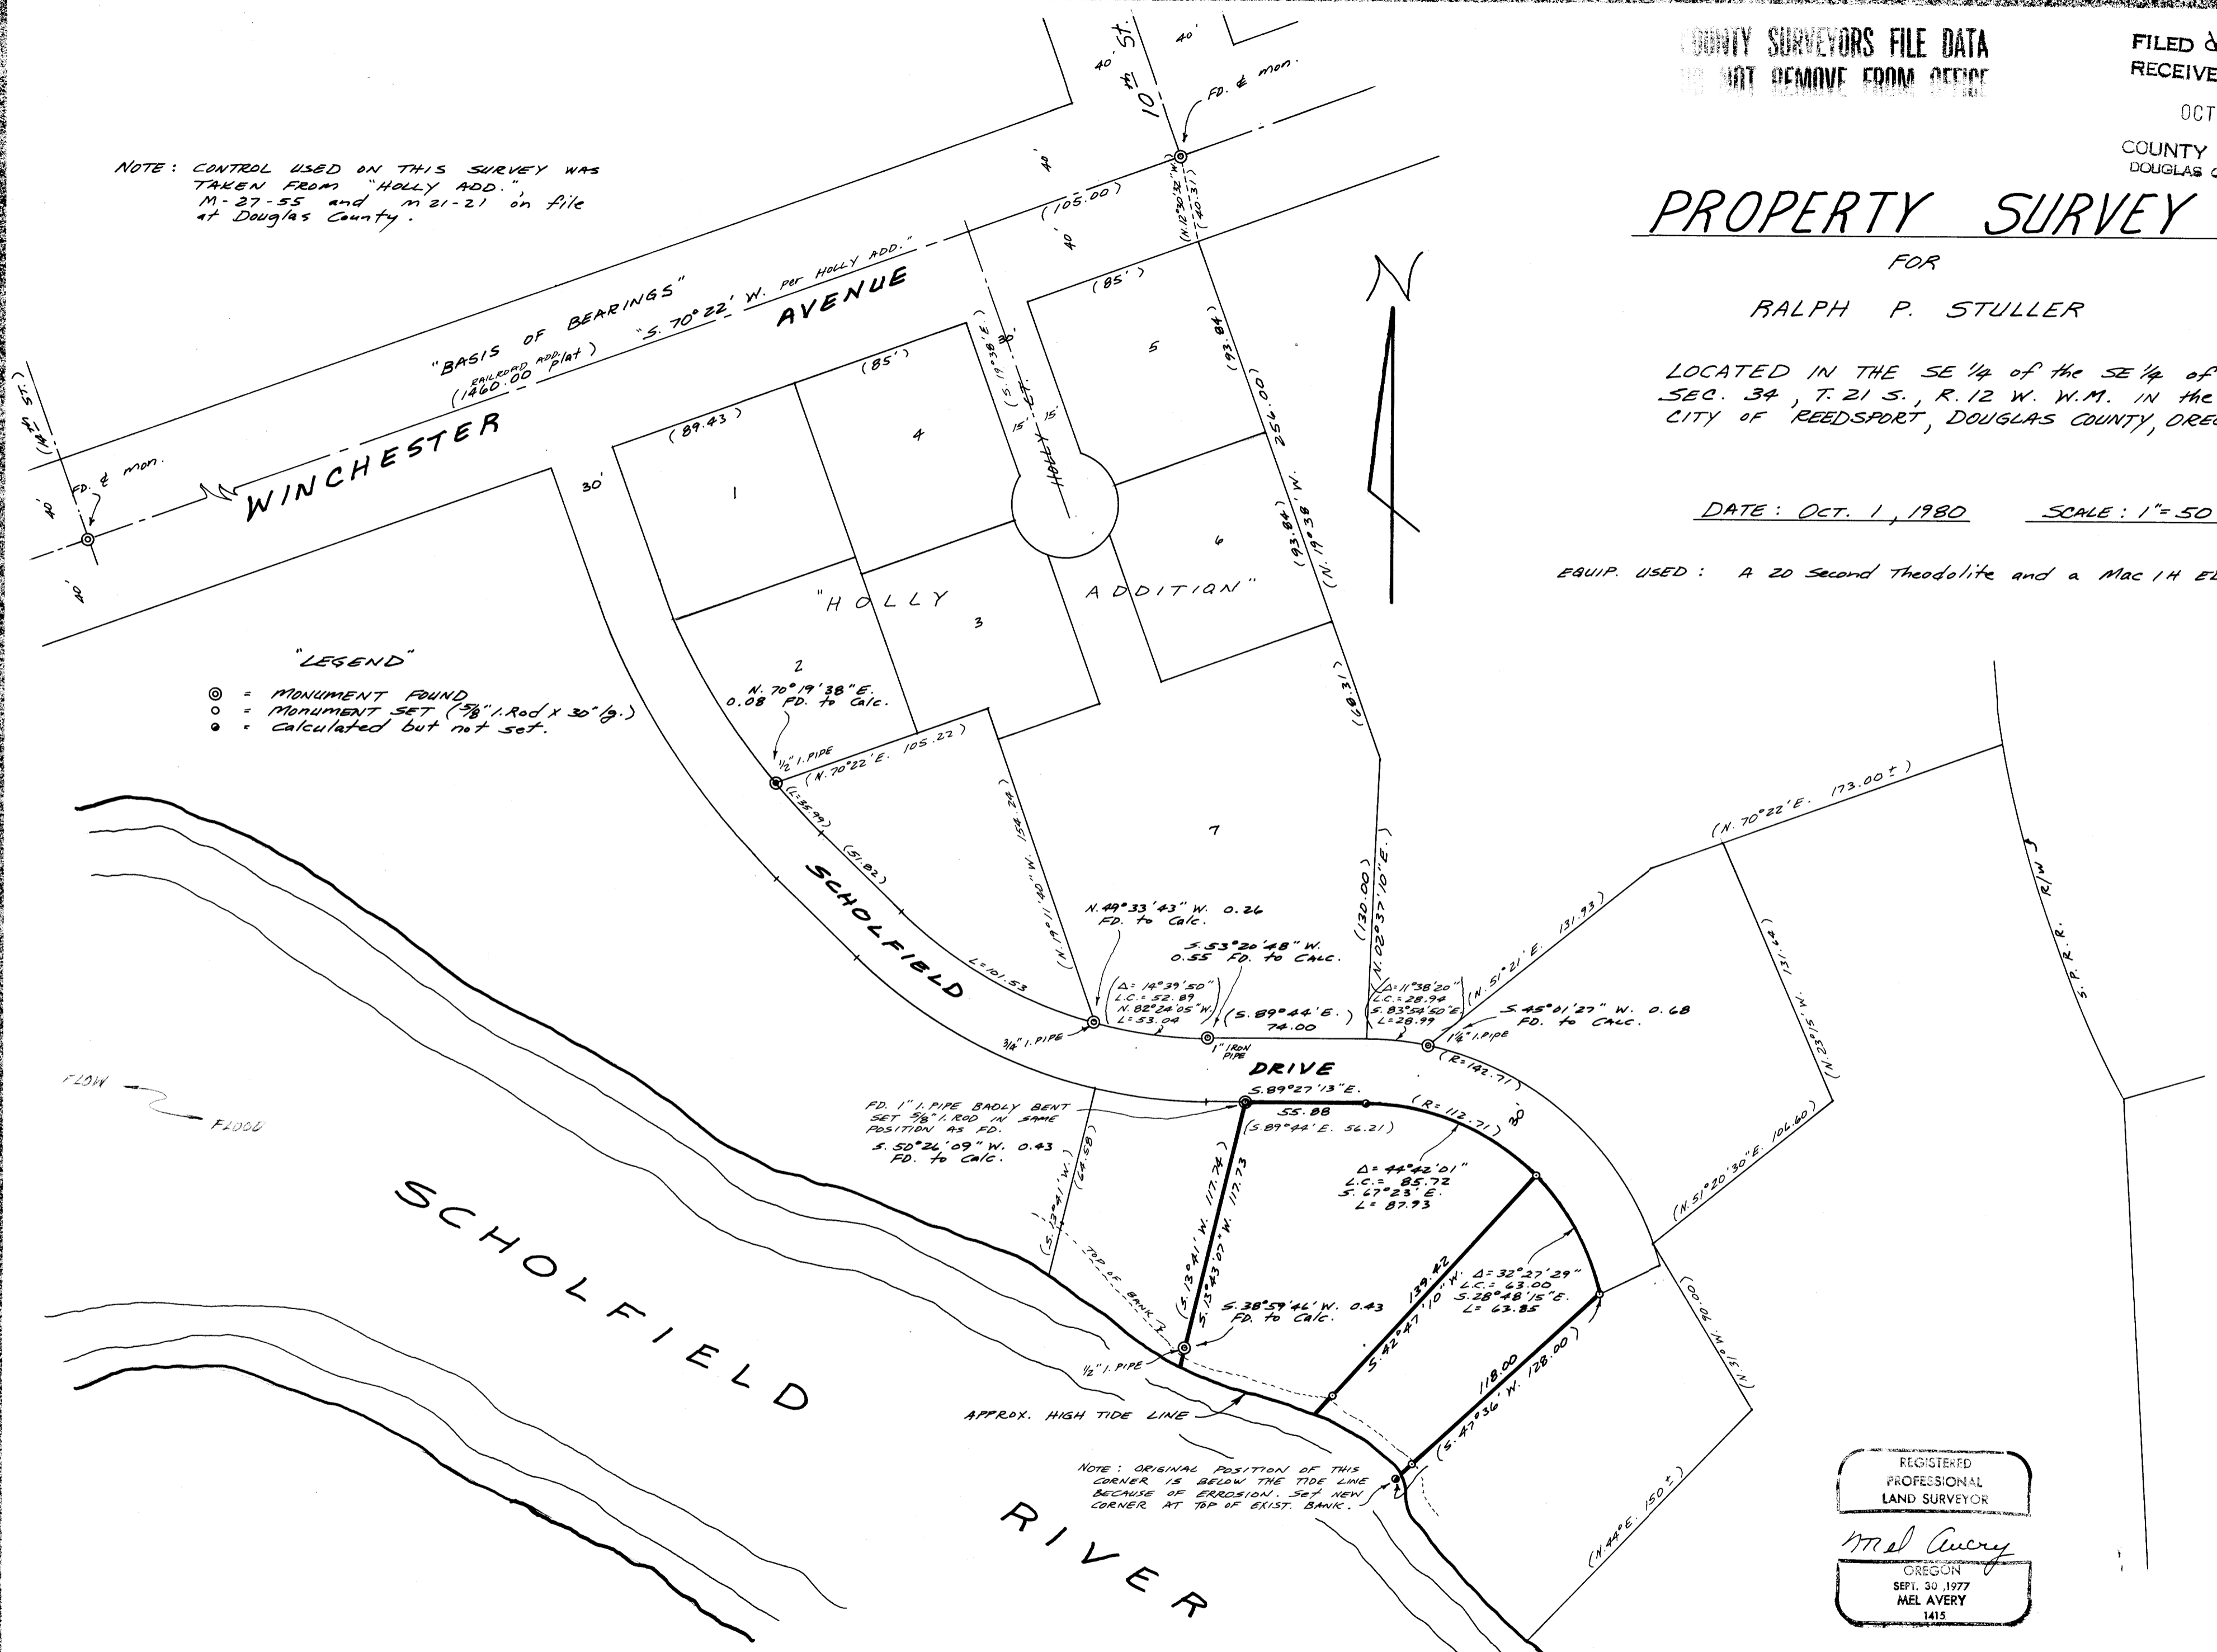 COUNTY SURVEYORS FILE DATA
DO NOT REMOVE FROM OFFICE
FILED
RECEIVE
OCT
COUNTY
DOUGLAS
PROPERTY SURVEY
FOR
RALPH P. STULLER
LOCATED IN THE SE 1/4 of the SE 1/4 of
SEC. 34, T. 21 S., R. 12 W. W.M. IN the
CITY OF REEDSPORT, DOUGLAS COUNTY, OREG
DATE: OCT. 1, 1980 SCALE: 1"=50
EQUIP. USED: A 20 Second Theodolite and a Mac 1H
NOTE: CONTROL USED ON THIS SURVEY WAS
TAKEN FROM "HOLLY ADD.",
M-27-55 and M 21-21 on file
at Douglas County.
10th St.
40'
40'
FD. ₵ mon.
40'
(105.00)
40'
(N.12°30'32"W.)
(40.31)
"BASIS OF BEARINGS"
RAILROAD ADD.
(1460.00 plat)
"S. 70°22' W. per HOLLY ADD."
WINCHESTER AVENUE
(14th ST.)
FD. ₵ mon.
40'
40'
30'
(89.43)
(85')
(85')
(S. 19°38' E.)
30'
15'
15'
HOLLY CT.
1
4
5
6
3
2
7
"HOLLY ADDITION"
(93.84)
256.00)
(93.84)
(N. 19°38' W.
(68.31)
N
"LEGEND"
◎ = MONUMENT FOUND
○ = MONUMENT SET (5/8" I.Rod X 30" lg.)
= Calculated but not set.
N. 70°19'38"E.
0.08 FD. to Calc.
1/2" I. PIPE
(N. 70°22' E. 105.22)
(L=35.99)
(51.82)
L=101.53
(N. 19°11'40" W. 154.24)
N. 49°33'43" W. 0.26
FD. to Calc.
S. 53°20'48" W.
0.55 FD. to CALC.
(Δ= 14°39'50"
L.C.= 52.89
N. 82°24'05"W.
L= 53.04)
3/4" I. PIPE
1" IRON
PIPE
(S. 89°44' E.)
74.00
(130.00)
N. 02°37'10"E.)
(Δ=11°38'20"
L.C.= 28.94
S. 83°54'50"E.
L=28.99)
S. 45°01'27" W. 0.68
FD. to CALC.
1 1/4" I. PIPE
(N. 51°21' E. 131.93)
(N. 70°22' E. 173.00±)
(N. 23°15' W. 131.64)
S. P. R. R. R/W
(N. 51°20'30"E. 106.60)
(N. 31° W. 90.00)
(N. 44° E. 150±)
SCHOLFIELD DRIVE
(R=142.71)
(R=112.71)
30'
S. 89°27'13"E.
55.88
(S. 89°44' E. 56.21)
FD. 1" I. PIPE BADLY BENT
SET 5/8" I. ROD IN SAME
POSITION AS FD.
S. 50°26'09" W. 0.43
FD. to Calc.
Δ= 44°42'01"
L.C.= 85.72
S. 67°23' E.
L= 87.93
(S. 13°41' W.)
(64.58)
(S. 13°41' W. 117.74)
S. 13°43'07" W. 117.73
TOP OF BANK
S. 38°59'46" W. 0.43
FD. to Calc.
1/2" I. PIPE
139.42
S. 42°47'10" W.
Δ= 32°27'29"
L.C.= 63.00
S. 28°48'15"E.
L= 63.85
118.00
(S. 47°36' W. 128.00)
APPROX. HIGH TIDE LINE
NOTE: ORIGINAL POSITION OF THIS
CORNER IS BELOW THE TIDE LINE
BECAUSE OF ERROSION. Set NEW
CORNER AT TOP OF EXIST. BANK.
FLOW
FLOOD
SCHOLFIELD RIVER
REGISTERED
PROFESSIONAL
LAND SURVEYOR
Mel Avery
OREGON
SEPT. 30, 1977
MEL AVERY
1415